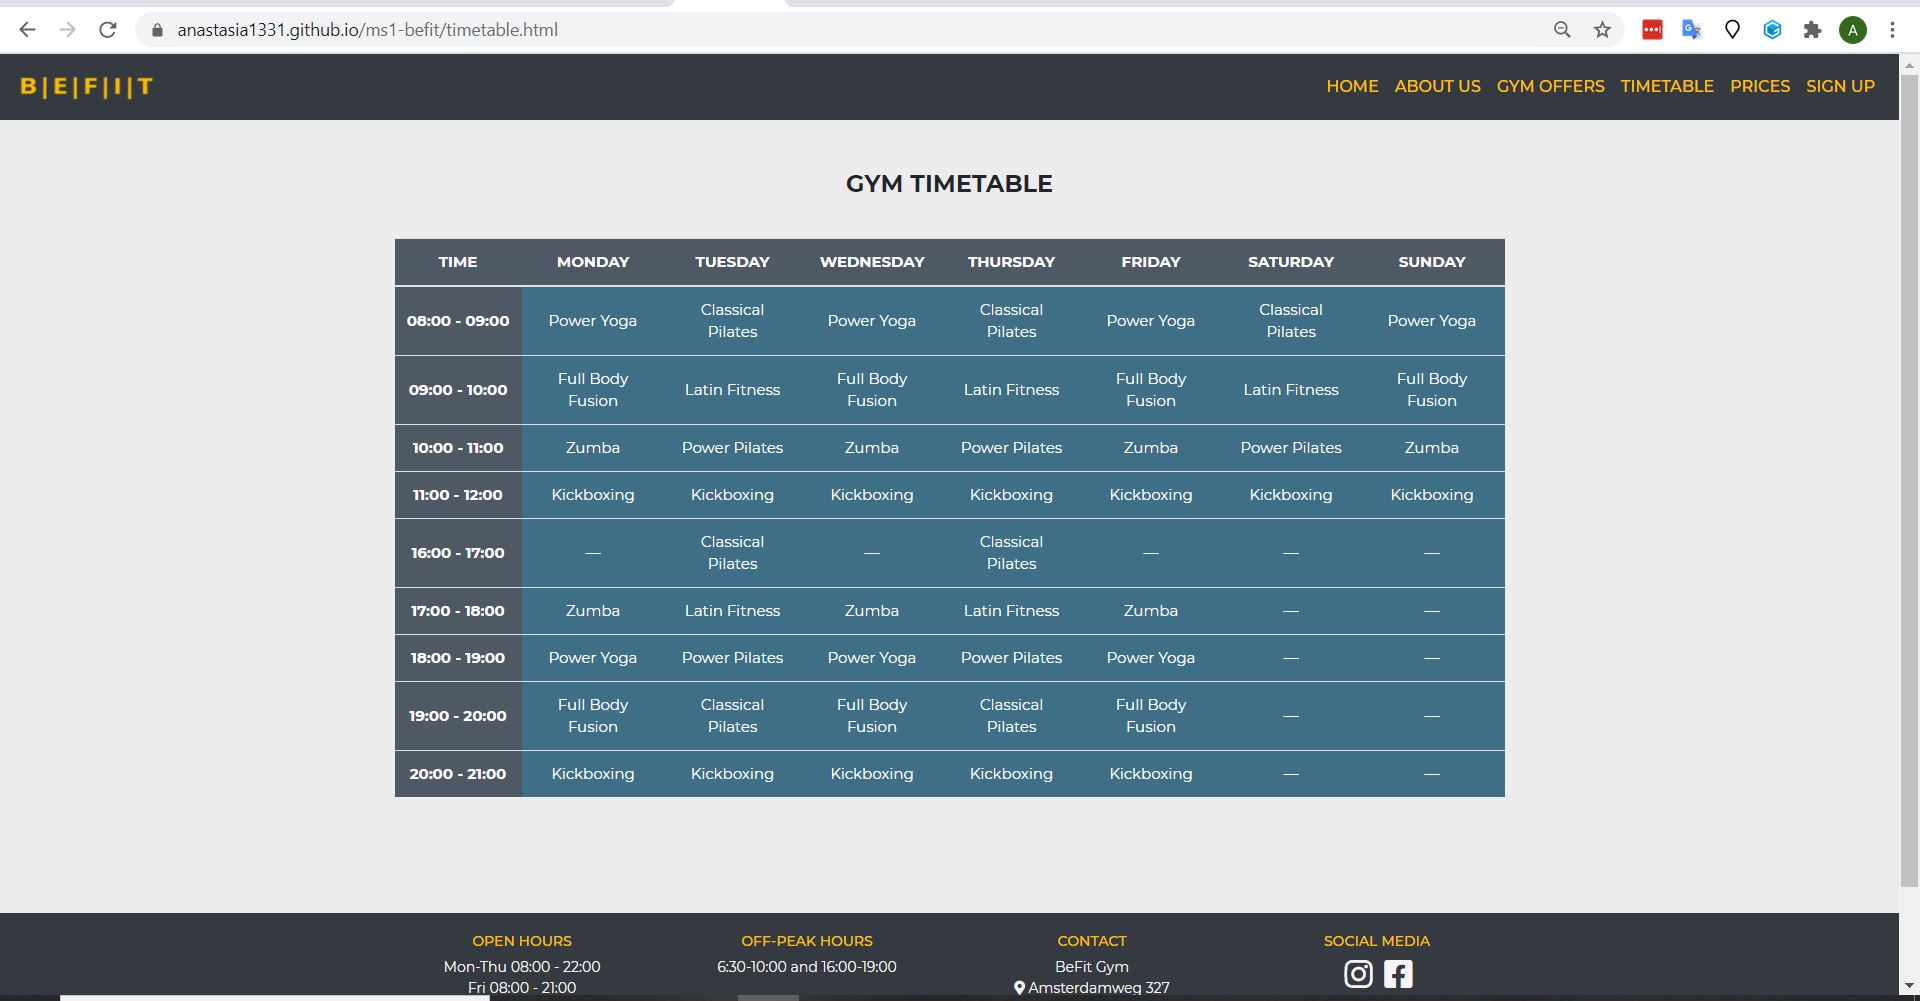 anastasia1331.github.io/ms1-befit/timetable.html
A
B|E|F|I|T
HOME ABOUT US GYM OFFERS TIMETABLE PRICES SIGN UP
GYM TIMETABLE
TIME MONDAY TUESDAY WEDNESDAY THURSDAY FRIDAY SATURDAY SUNDAY
08:00 - 09:00 Power Yoga Classical Pilates Power Yoga Classical Pilates Power Yoga Classical Pilates Power Yoga
09:00 - 10:00 Full Body Fusion Latin Fitness Full Body Fusion Latin Fitness Full Body Fusion Latin Fitness Full Body Fusion
10:00 - 11:00 Zumba Power Pilates Zumba Power Pilates Zumba Power Pilates Zumba
11:00 - 12:00 Kickboxing Kickboxing Kickboxing Kickboxing Kickboxing Kickboxing Kickboxing
16:00 - 17:00 — Classical Pilates — Classical Pilates — — —
17:00 - 18:00 Zumba Latin Fitness Zumba Latin Fitness Zumba — —
18:00 - 19:00 Power Yoga Power Pilates Power Yoga Power Pilates Power Yoga — —
19:00 - 20:00 Full Body Fusion Classical Pilates Full Body Fusion Classical Pilates Full Body Fusion — —
20:00 - 21:00 Kickboxing Kickboxing Kickboxing Kickboxing Kickboxing — —
OPEN HOURS
Mon-Thu 08:00 - 22:00
Fri 08:00 - 21:00
OFF-PEAK HOURS
6:30-10:00 and 16:00-19:00
CONTACT
BeFit Gym
Amsterdamweg 327
SOCIAL MEDIA